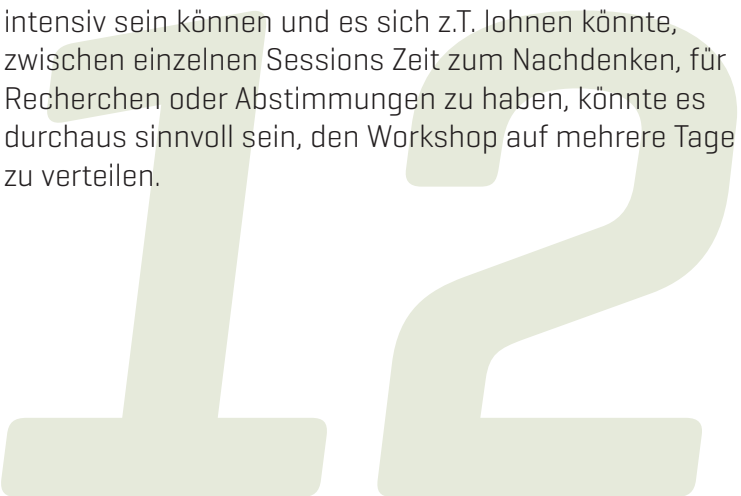 intensiv sein können und es sich z.T. lohnen könnte,
zwischen einzelnen Sessions Zeit zum Nachdenken, für
Recherchen oder Abstimmungen zu haben, könnte es
durchaus sinnvoll sein, den Workshop auf mehrere Tage
zu verteilen.
12